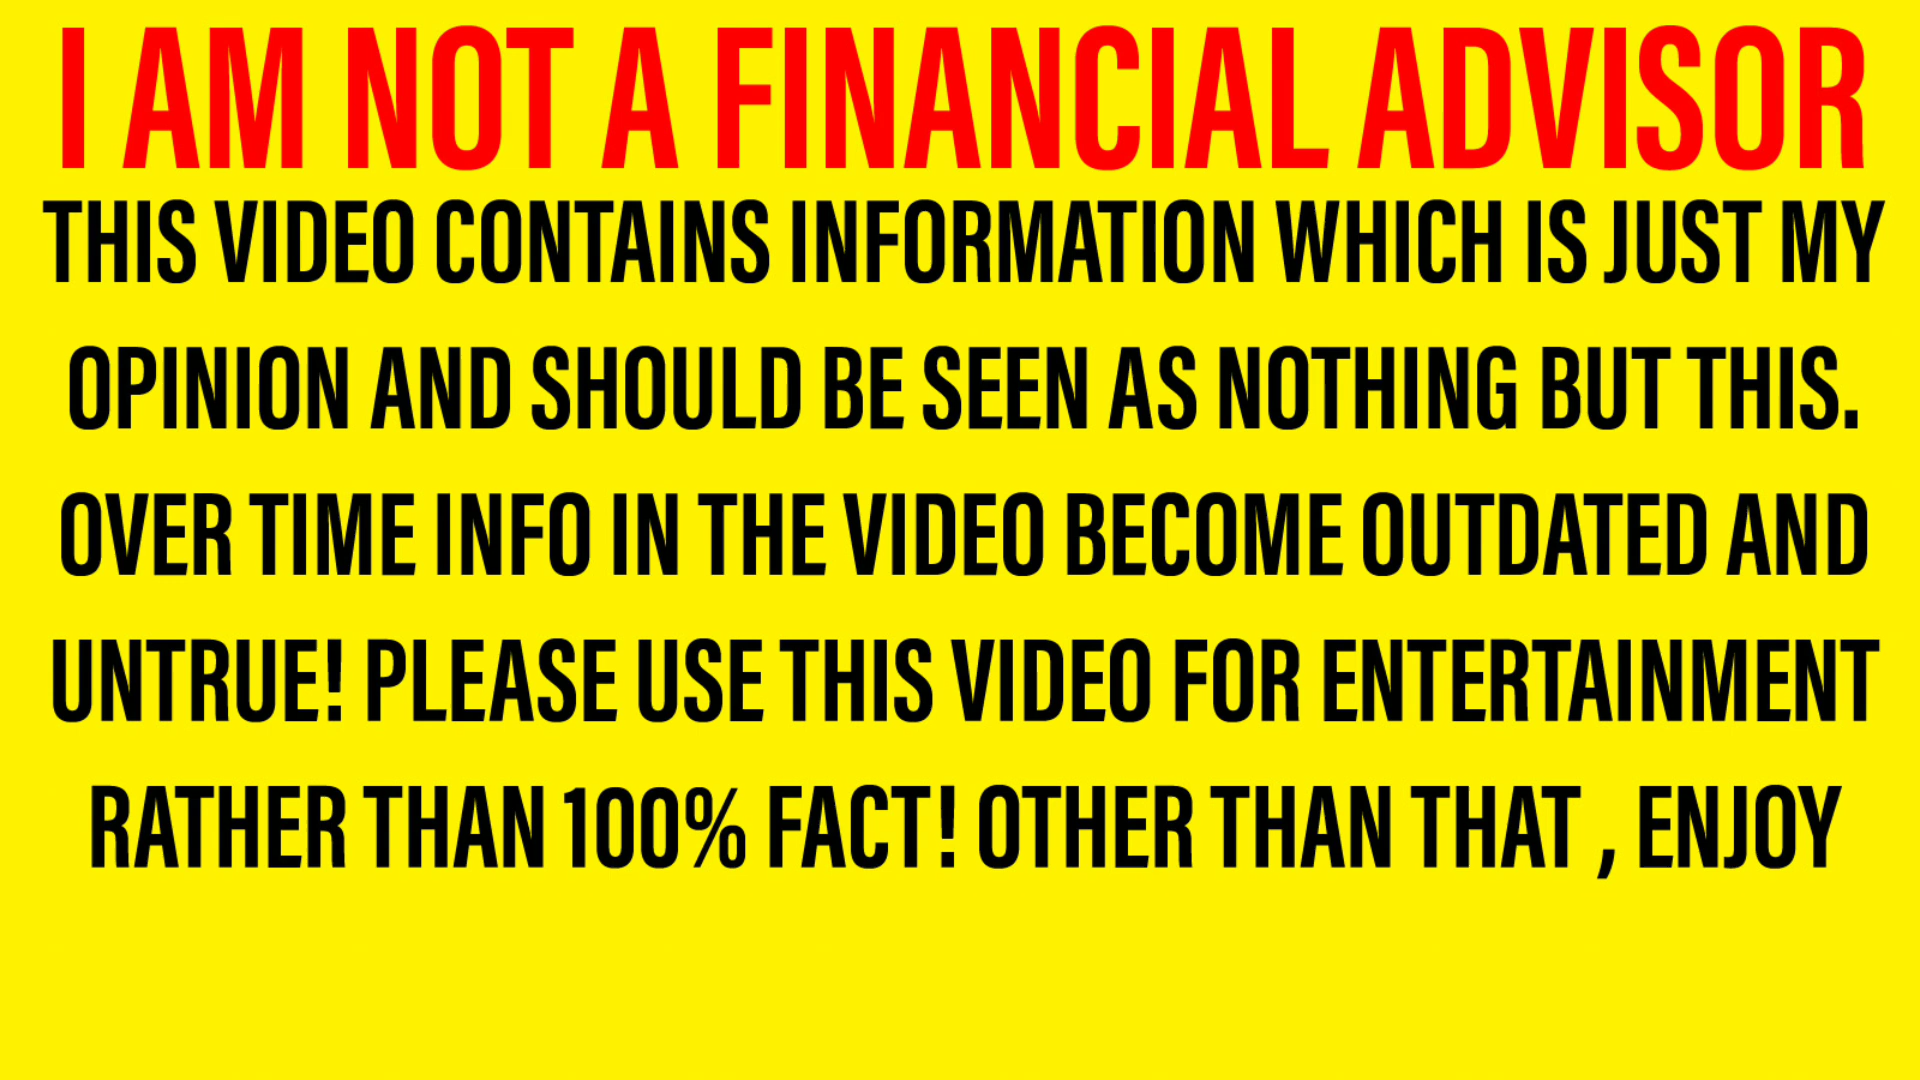 I AM NOT A FINANCIAL ADVISOR
THIS VIDEO CONTAINS INFORMATION WHICH IS JUST MY
OPINION AND SHOULD BE SEEN AS NOTHING BUT THIS.
OVER TIME INFO IN THE VIDEO BECOME OUTDATED AND
UNTRUE! PLEASE USE THIS VIDEO FOR ENTERTAINMENT
RATHER THAN 100% FACT! OTHER THAN THAT , ENJOY